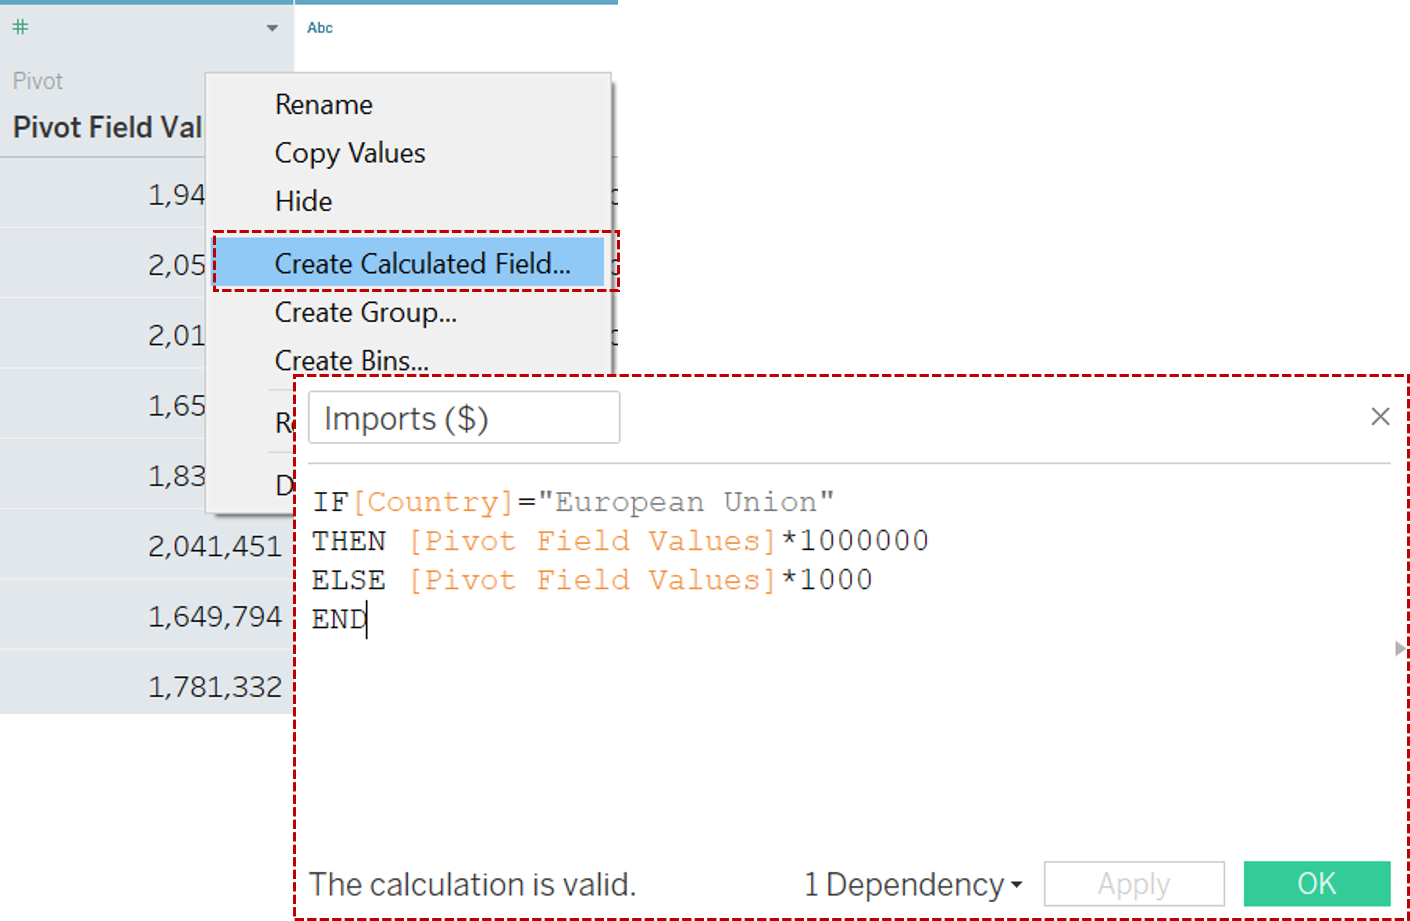 #
Abc
Pivot
Pivot Field Val
Rename
Copy Values
Hide
Create Calculated Field...
Create Group...
Create Bins...
1,94
2,05
2,01
1,65
1,83
2,041,451
1,649,794
1,781,332
Imports ($)
IF[Country]="European Union"
THEN [Pivot Field Values]*1000000
ELSE [Pivot Field Values]*1000
END
The calculation is valid.
1 Dependency
Apply
OK